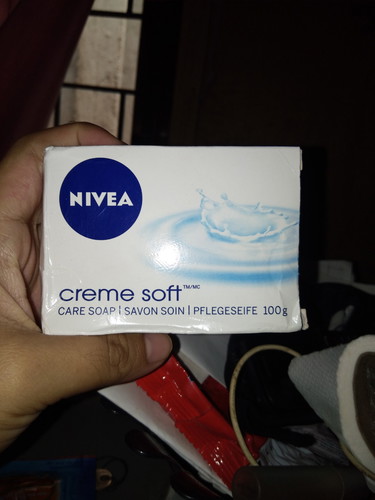 NIVEA
creme soft™/MC
CARE SOAP | SAVON SOIN | PFLEGESEIFE 100g